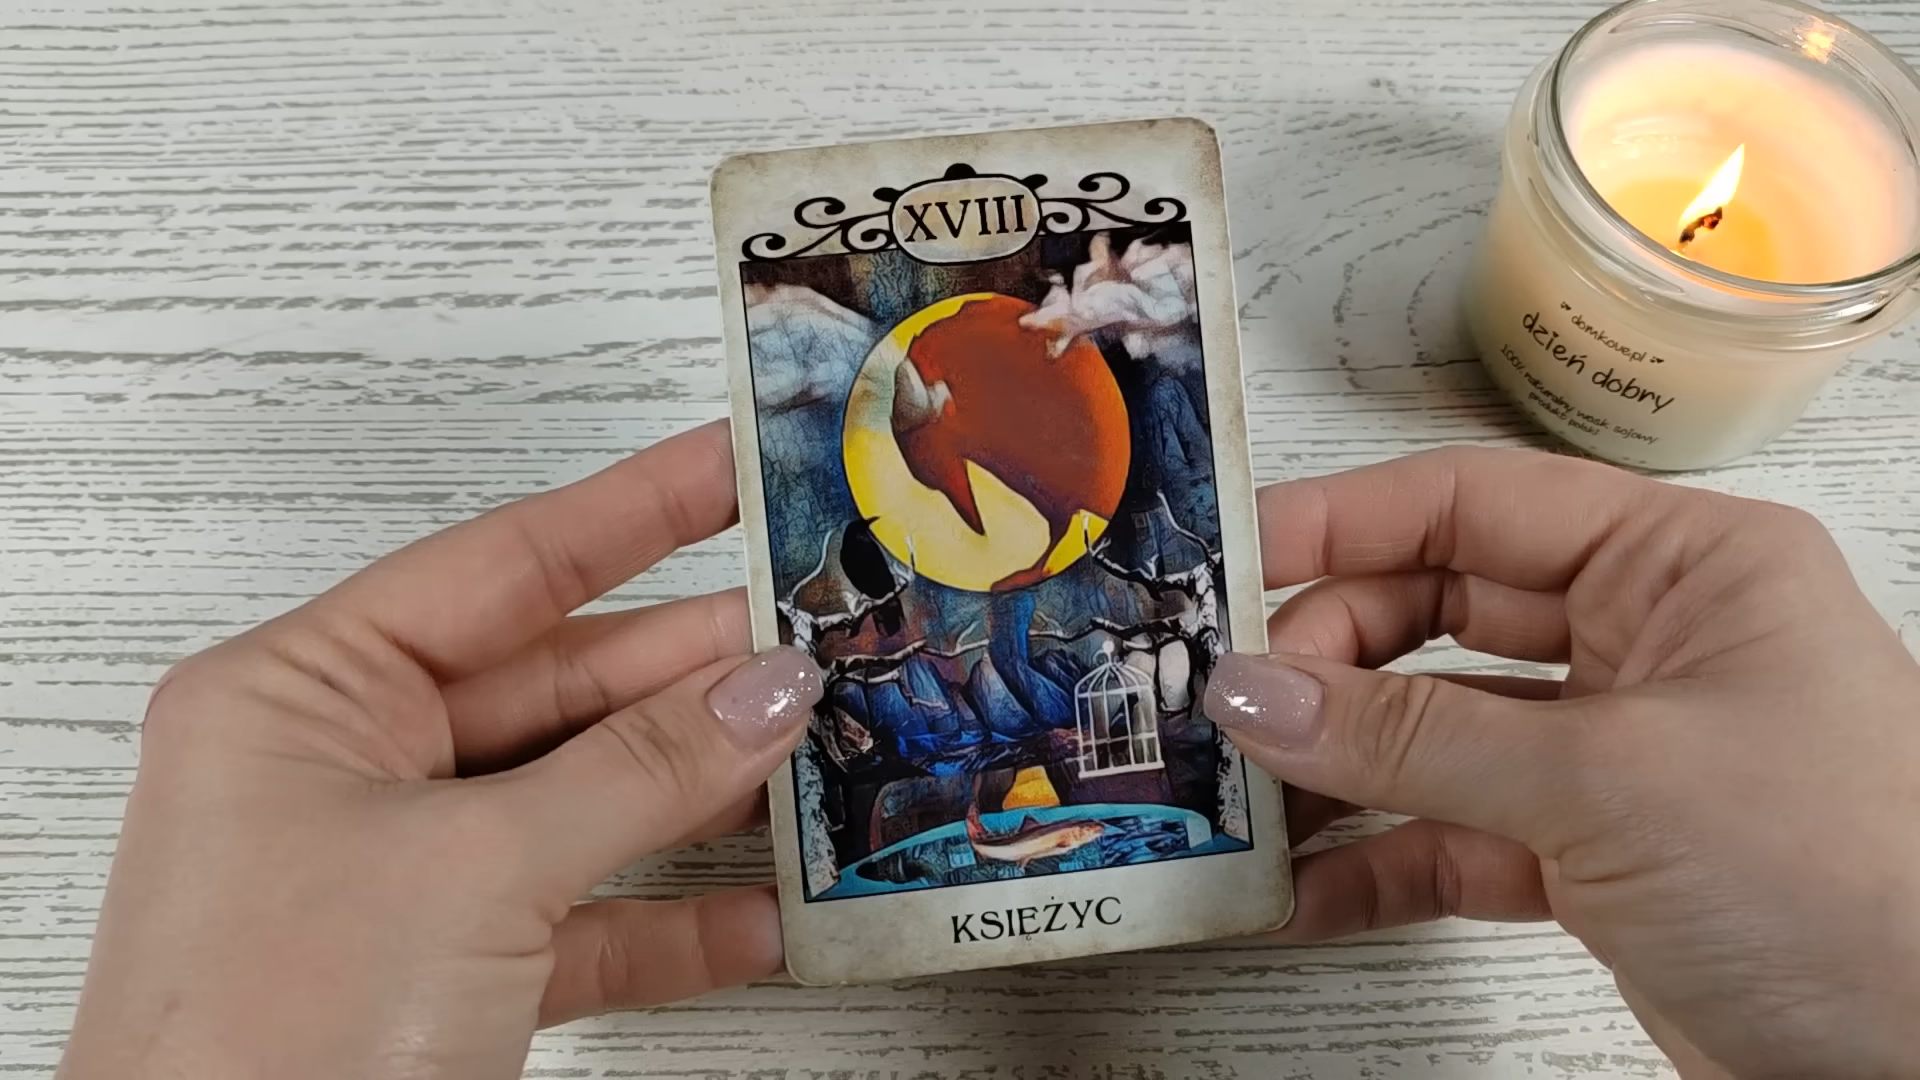 XVIII
KSIĘŻYC
domkove.pl
dzień dobry
100% naturalny wosk sojowy
produkt polski